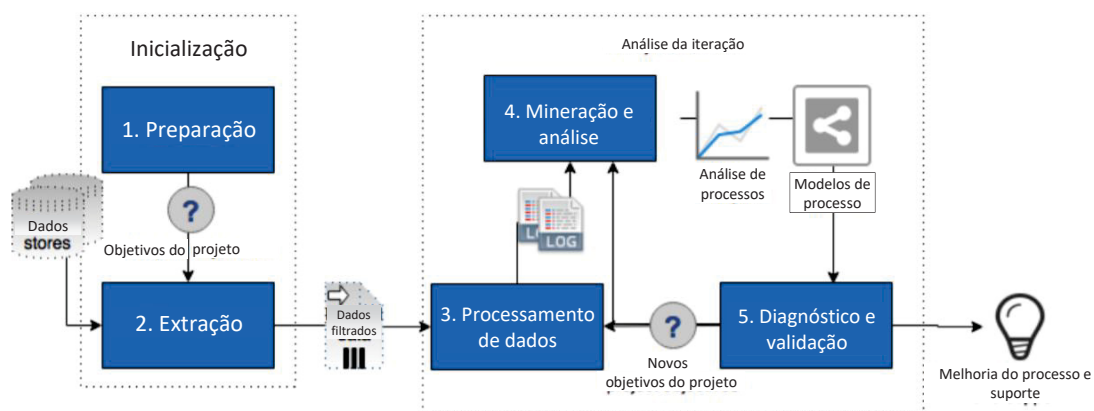 Inicialização
1. Preparação
?
Objetivos do projeto
Dados
stores
2. Extração
Dados
filtrados
Análise da iteração
4. Mineração e
análise
Análise de
processos
Modelos de
processo
LOG
LOG
3. Processamento
de dados
?
Novos
objetivos do projeto
5. Diagnóstico e
validação
Melhoria do processo e
suporte